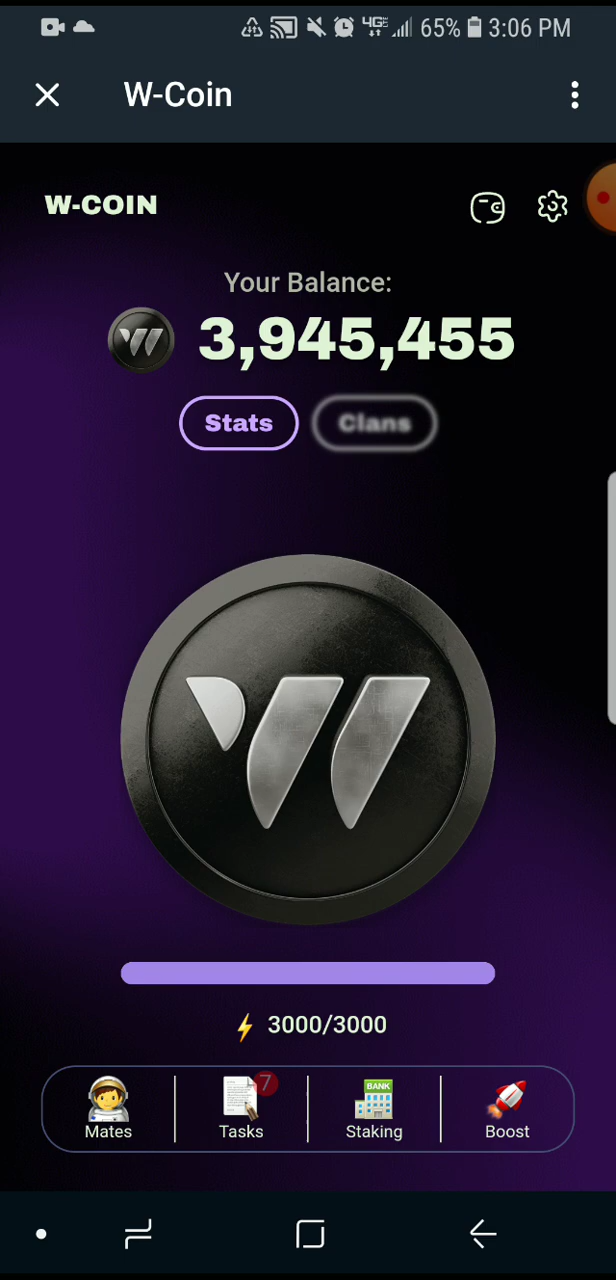 4GE 65% 3:06 PM
W-Coin
W-COIN
Your Balance:
3,945,455
Stats Clans
3000/3000
BANK
7
Mates Tasks Staking Boost